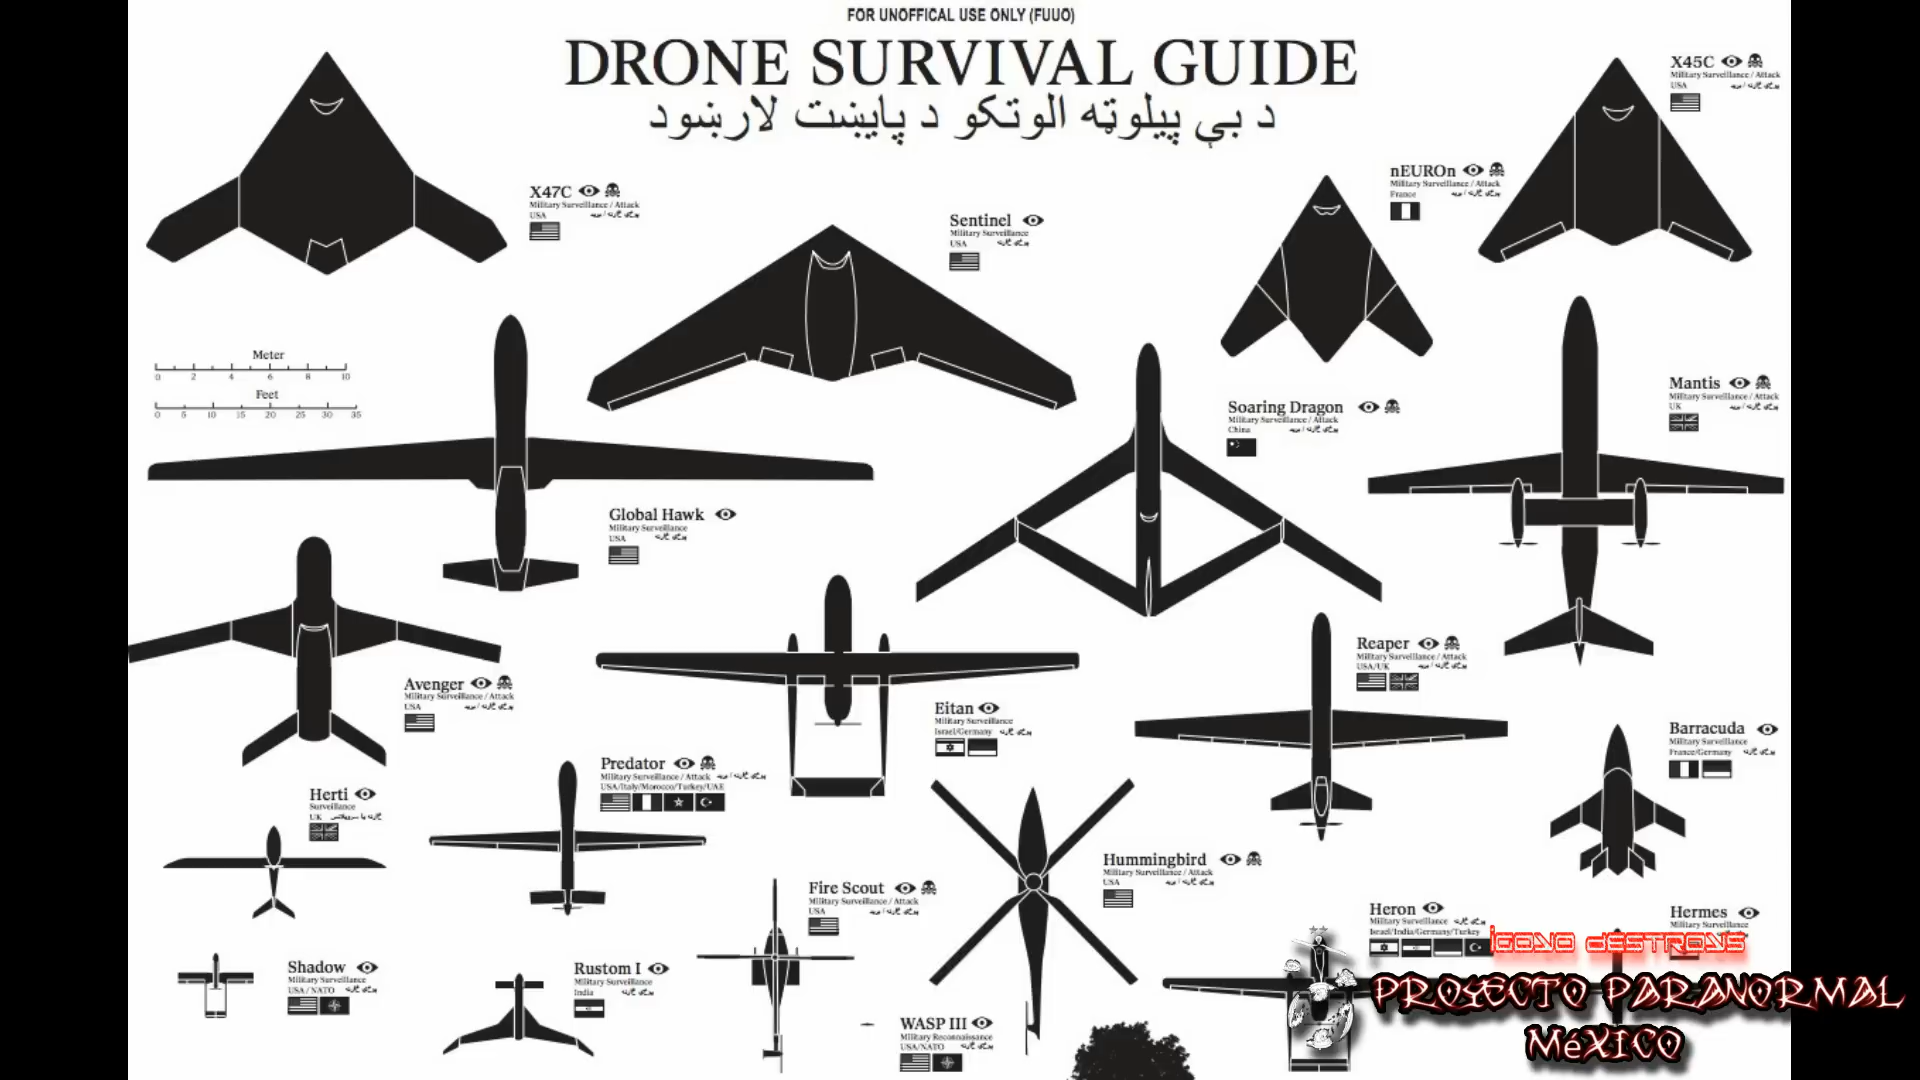 FOR UNOFFICAL USE ONLY (FUUO)
DRONE SURVIVAL GUIDE
د بې پيلوټه الوتکو د پايښت لارښود
X47C
Military Surveillance / Attack
USA
Sentinel
Military Surveillance
USA
nEUROn
Military Surveillance / Attack
France
X45C
Military Surveillance / Attack
USA
Meter
0 2 4 6 8 10
Feet
0 5 10 15 20 25 30 35
Global Hawk
Military Surveillance
USA
Soaring Dragon
Military Surveillance / Attack
China
Mantis
Military Surveillance / Attack
UK
Avenger
Military Surveillance / Attack
USA
Eitan
Military Surveillance
Israel/Germany
Reaper
Military Surveillance / Attack
USA/UK
Barracuda
Military Surveillance
France/Germany
Herti
Surveillance
UK
Predator
Military Surveillance / Attack
USA/Italy/Morocco/Turkey/UAE
Fire Scout
Military Surveillance / Attack
USA
Hummingbird
Military Surveillance / Attack
USA
Heron
Military Surveillance
Israel/India/Germany/Turkey
Hermes
Military Surveillance
Shadow
Military Surveillance
USA / NATO
Rustom I
Military Surveillance
India
WASP III
Military Reconnaissance
USA/NATO
PROYECTO PARANORMAL
MéXICO